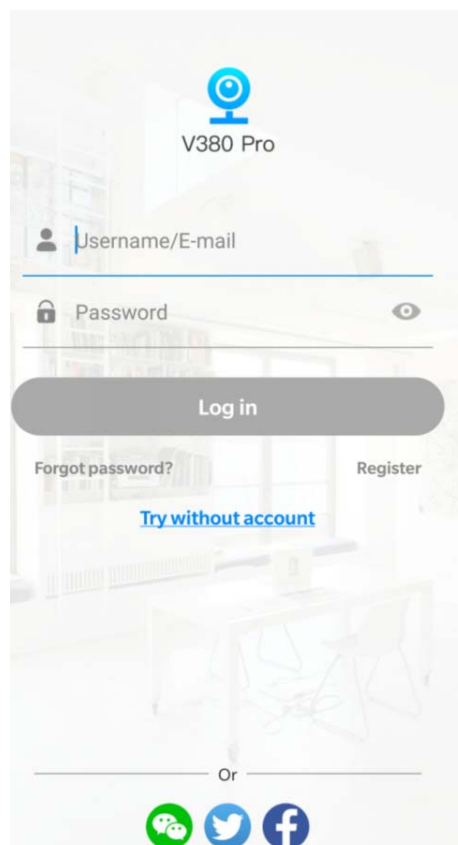 V380 Pro
Username/E-mail
Password
Log in
Forgot password? Register
Try without account
Or